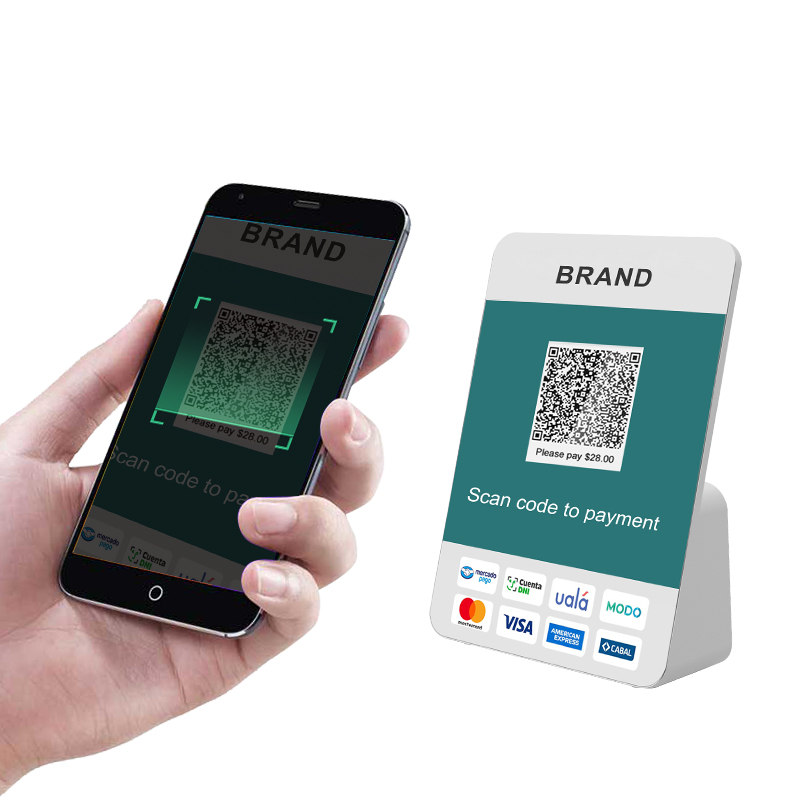 BRAND
Please pay $28.00
Scan code to pa
mercado
pago
Cuenta
DNI
BRAND
Please pay $28.00
Scan code to payment
mercado
pago
Cuenta
DNI
ualá
MODO
mastercard
VISA
AMERICAN
EXPRESS
CABAL